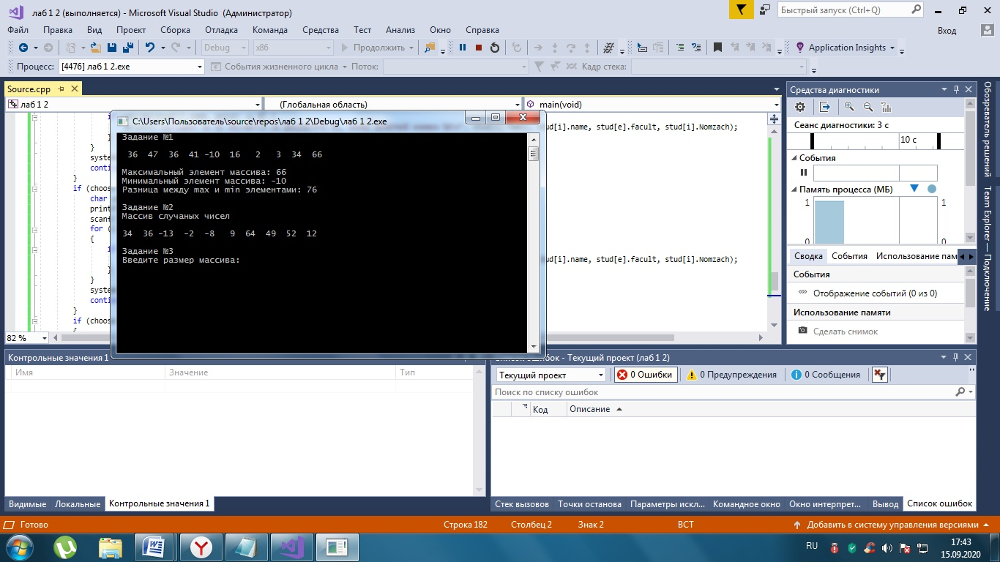 лаб 1 2 (выполняется) - Microsoft Visual Studio (Администратор)
Быстрый запуск (Ctrl+Q)
Файл Правка Вид Проект Сборка Отладка Команда Средства Тест Анализ Окно Справка
Вход
Debug x86 Продолжить Application Insights
Процесс: [4476] лаб 1 2.exe События жизненного цикла Поток: Кадр стека:
Source.cpp
лаб 1 2 (Глобальная область) main(void)
C:\Users\Пользователь\source\repos\лаб 1 2\Debug\лаб 1 2.exe
Задание №1
36 47 36 41 -10 16 2 3 34 66
Максимальный элемент массива: 66
Минимальный элемент массива: -10
Разница между max и min элементами: 76
Задание №2
Массив случаных чисел
34 36 -13 -2 -8 9 64 49 52 12
Задание №3
Введите размер массива:
stud[i].name, stud[e].facult, stud[i].Nomzach);
}
}
syste
conti
}
if (choos
char
print
scanf
for (
{
i
stud[i].name, stud[e].facult, stud[i].Nomzach);
}
}
syste
conti
}
if (choos
{
82 %
Средства диагностики
Сеанс диагностики: 3 с
10 с
События
Память процесса (МБ)
1 1
0 0
Сводка События Использование пам
События
Отображение событий (0 из 0)
Использование памяти
Сделать снимок
Обозреватель решений
Team Explorer — Подключение
Контрольные значения 1
Имя Значение Тип
Видимые Локальные Контрольные значения 1
Список ошибок - Текущий проект (лаб 1 2)
Текущий проект 0 Ошибки 0 Предупреждения 0 Сообщения
Поиск по списку ошибок
Код Описание
Стек вызовов Точки останова Параметры искл... Командное окно Окно интерпрет... Вывод Список ошибок
Готово Строка 182 Столбец 2 Знак 2 ВСТ Добавить в систему управления версиями
RU
17:43
15.09.2020